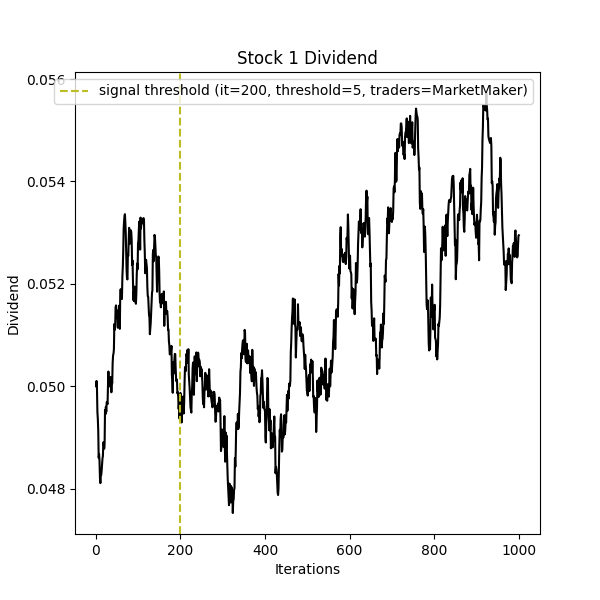 Stock 1 Dividend
signal threshold (it=200, threshold=5, traders=MarketMaker)
0.056
0.054
0.052
0.050
0.048
Dividend
0 200 400 600 800 1000
Iterations